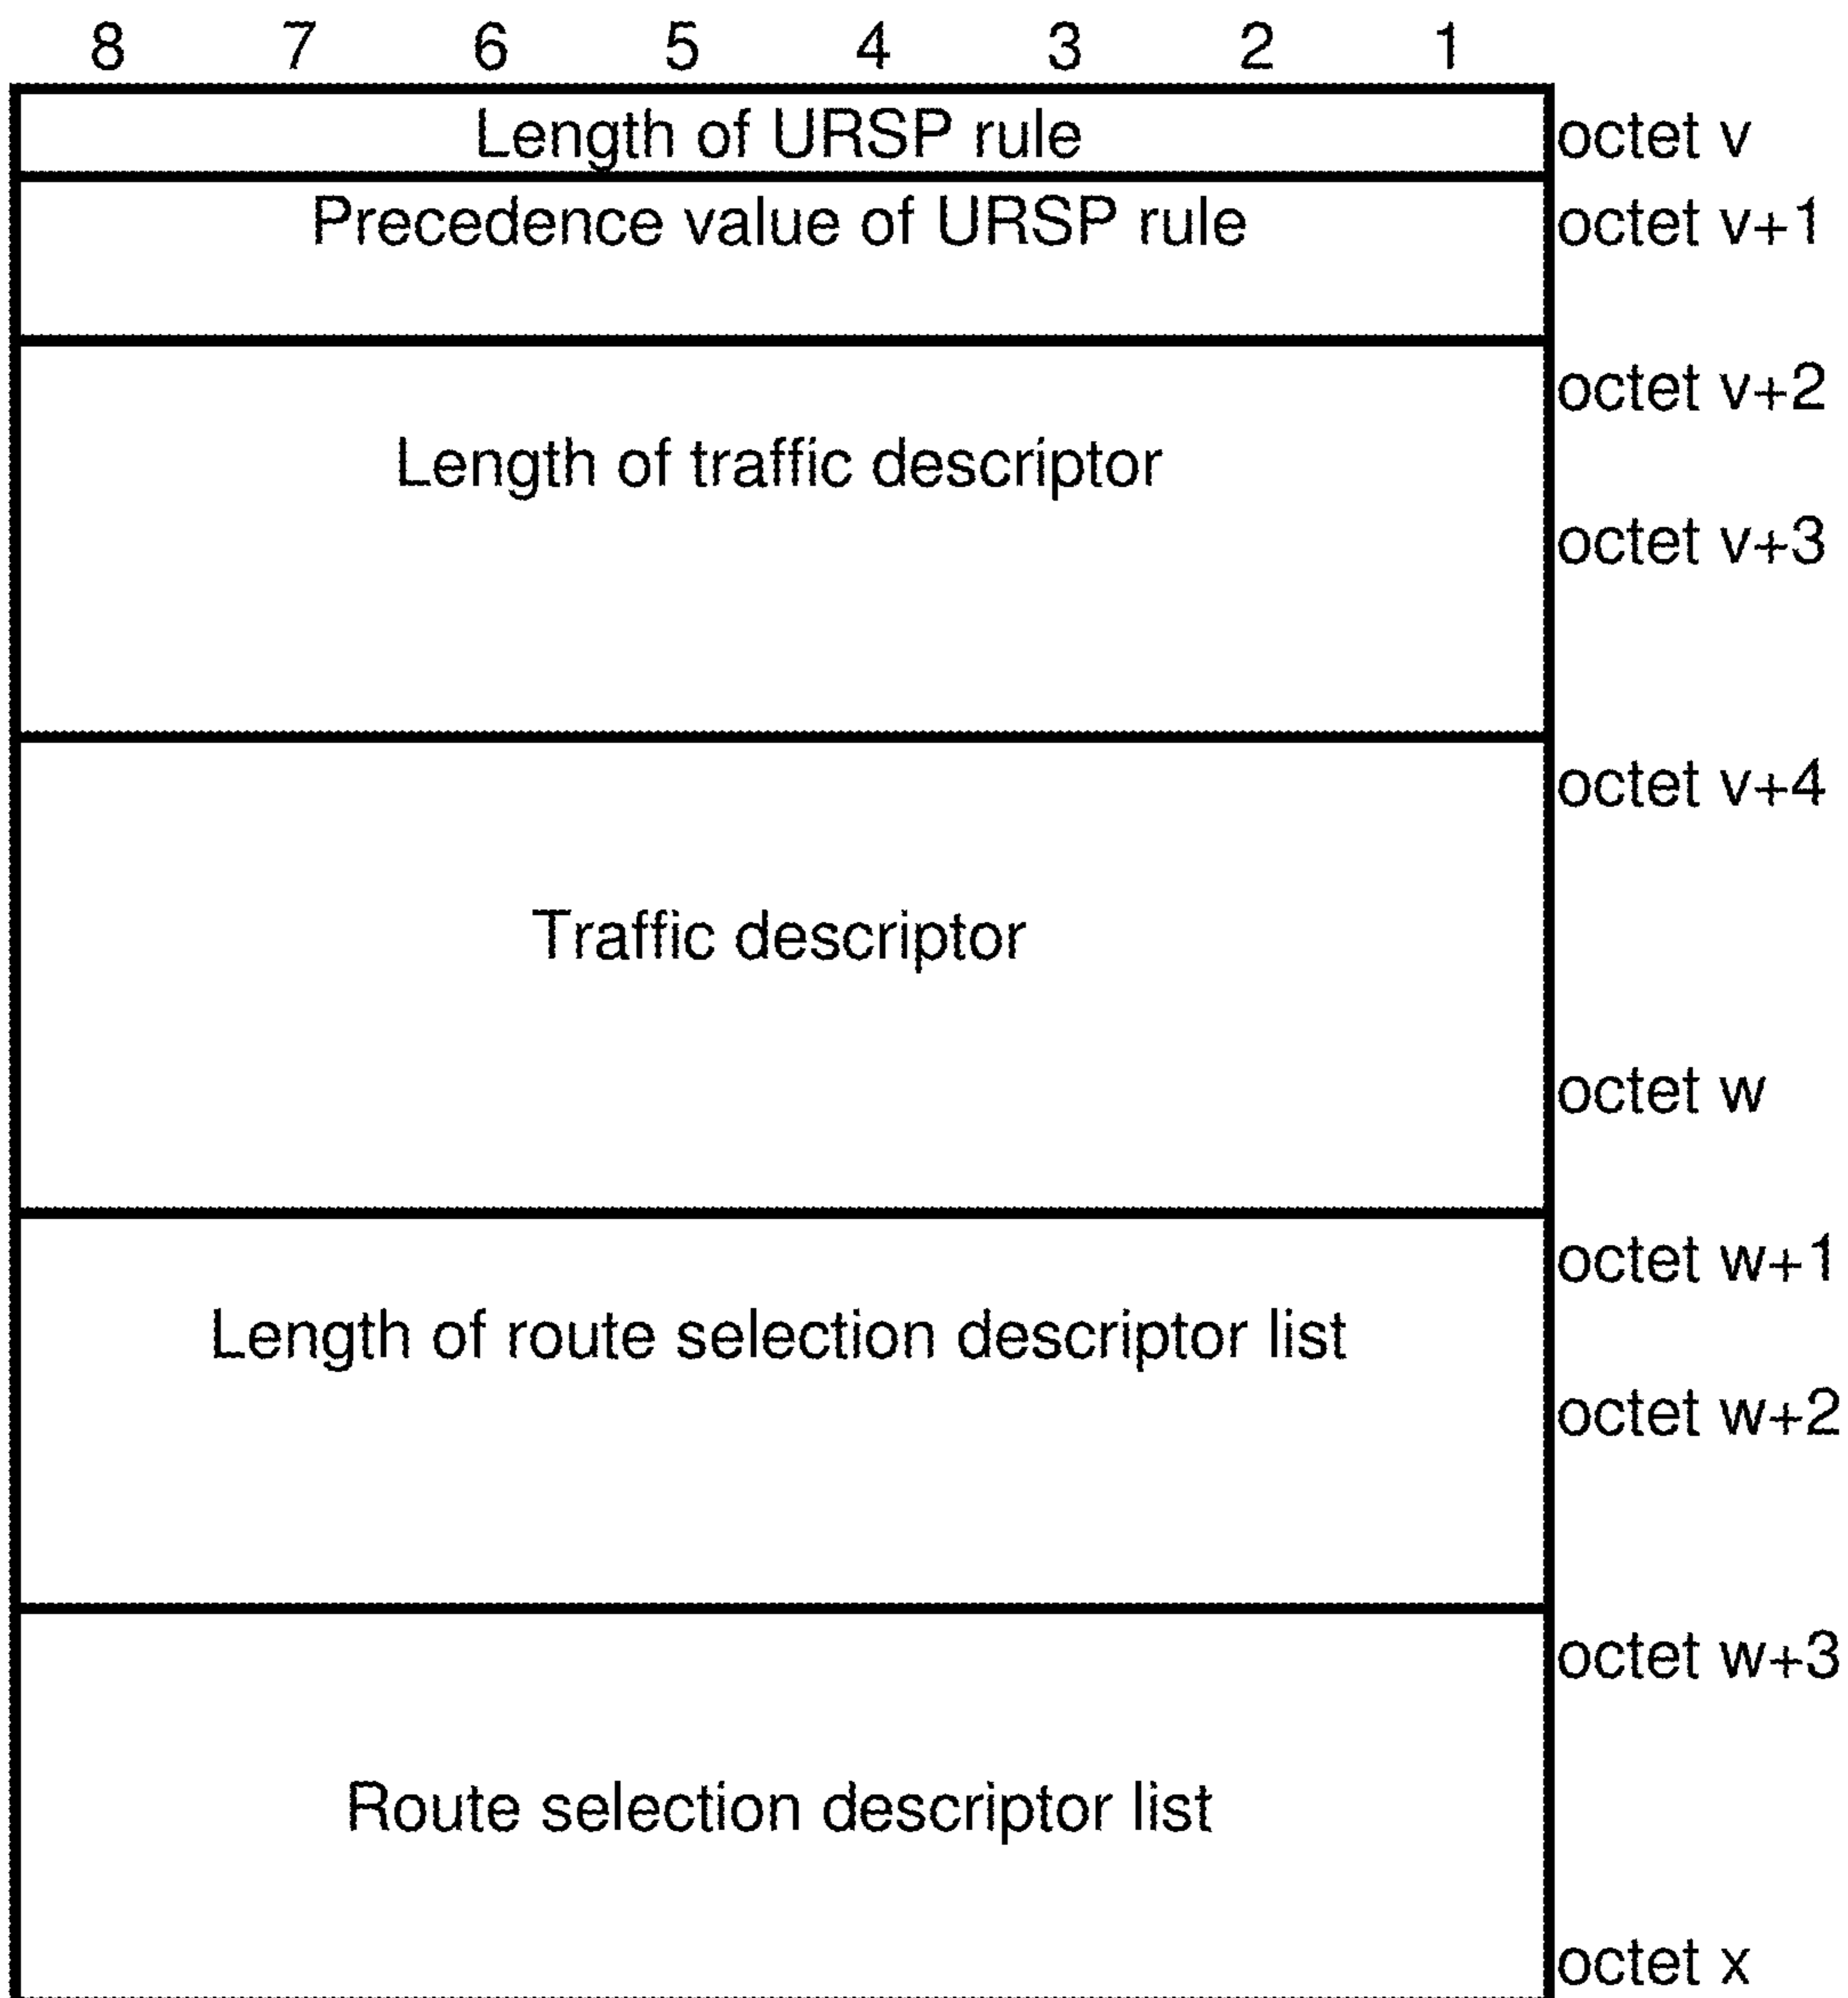 8 7 6 5 4 3 2 1
Length of URSP rule octet v
Precedence value of URSP rule octet v+1
octet v+2
Length of traffic descriptor
octet v+3
octet v+4
Traffic descriptor
octet w
octet w+1
Length of route selection descriptor list
octet w+2
octet w+3
Route selection descriptor list
octet x